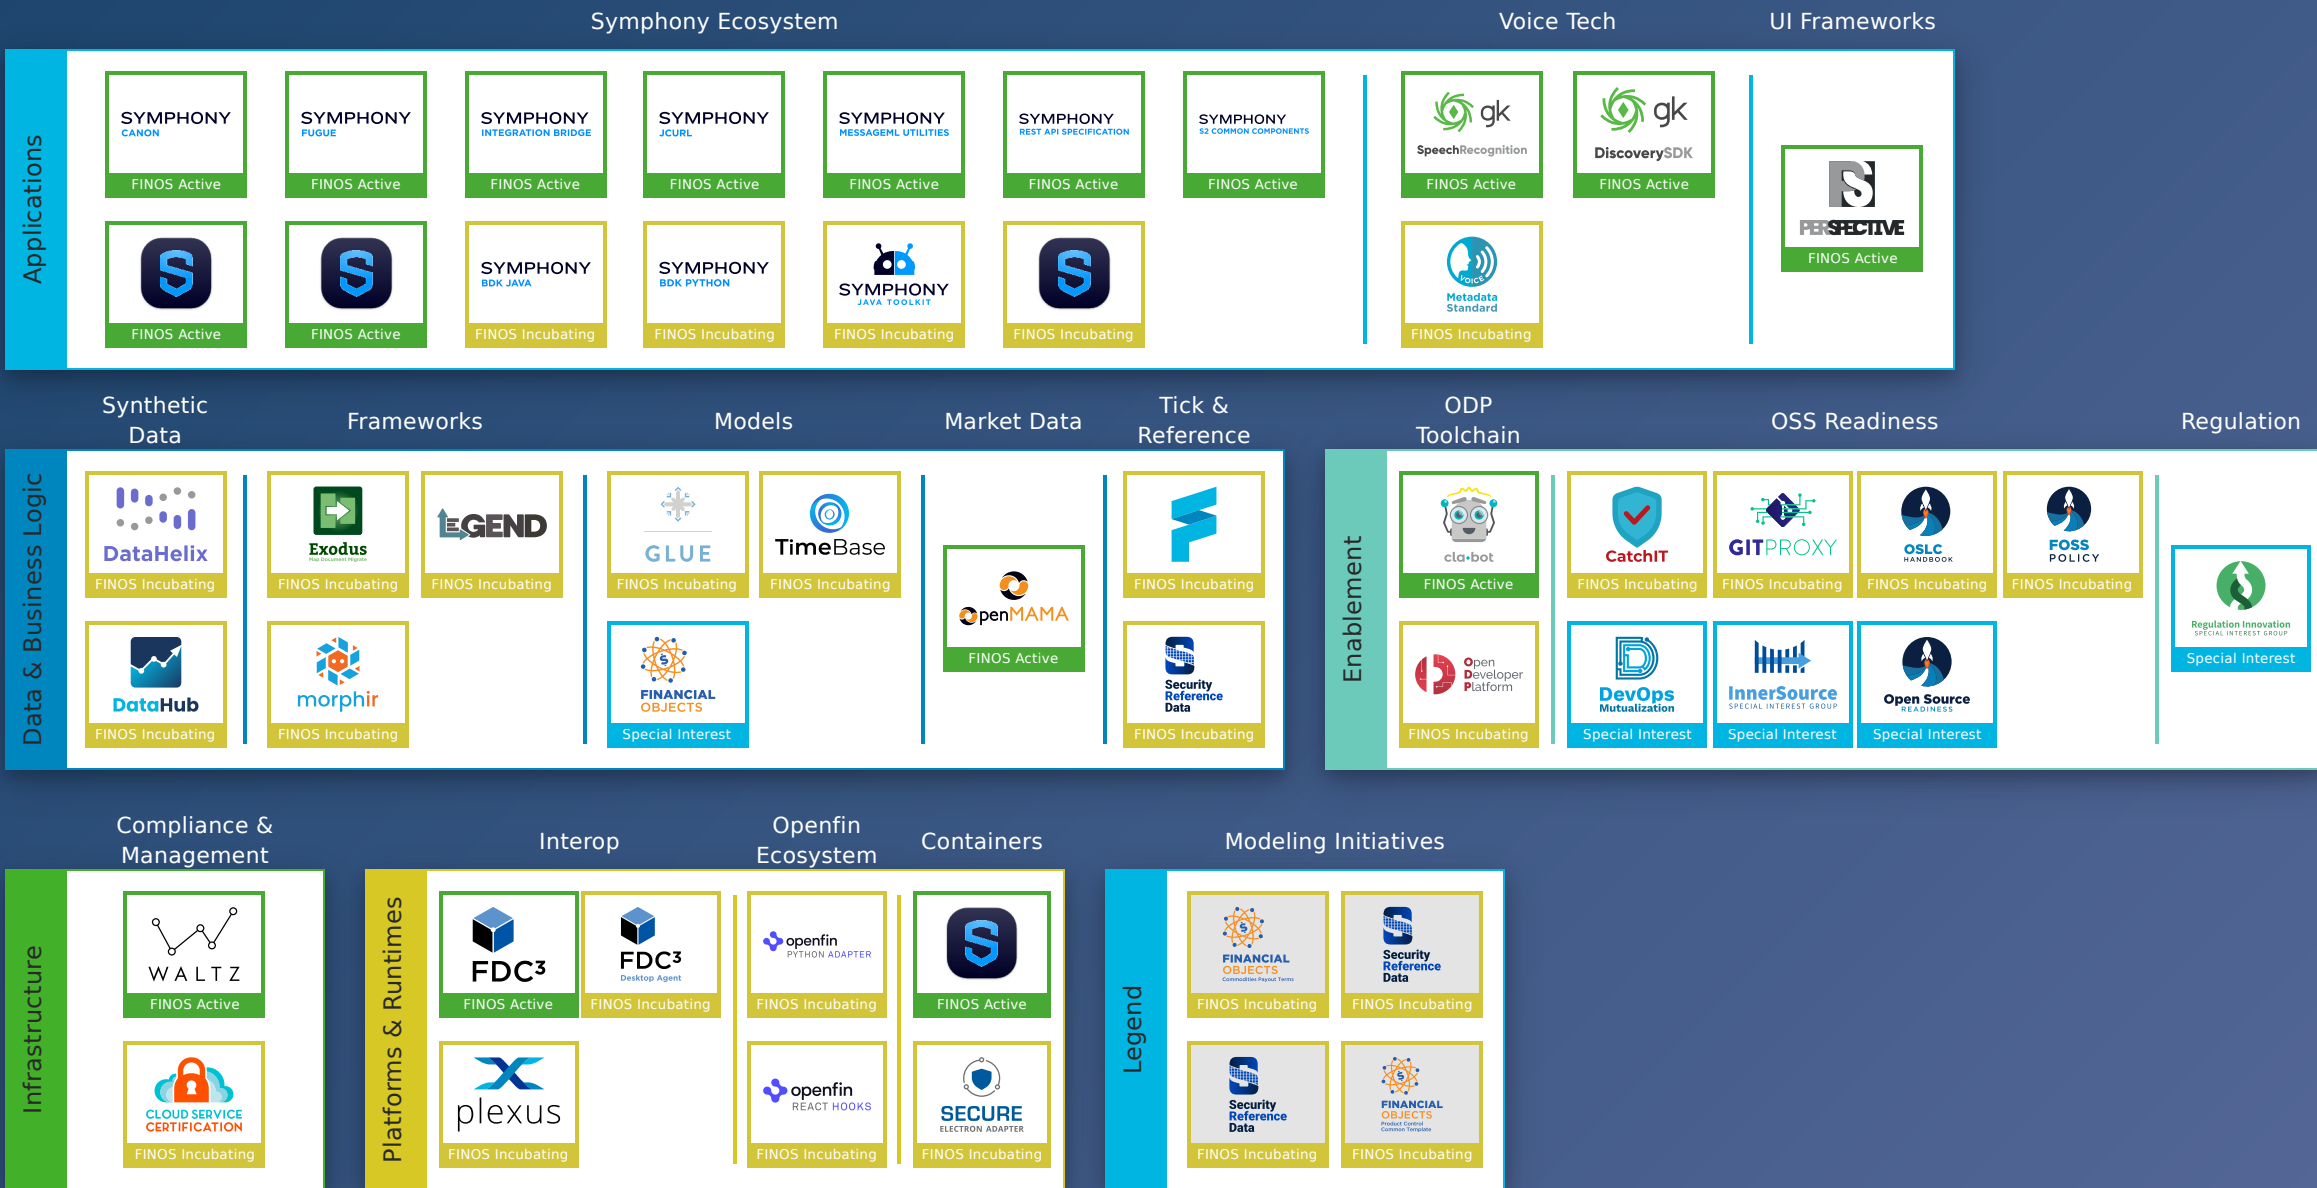 Symphony Ecosystem
Voice Tech
UI Frameworks
Applications
SYMPHONY
CANON
FINOS Active
SYMPHONY
FUGUE
FINOS Active
SYMPHONY
INTEGRATION BRIDGE
FINOS Active
SYMPHONY
JCURL
FINOS Active
SYMPHONY
MESSAGEML UTILITIES
FINOS Active
SYMPHONY
REST API SPECIFICATION
FINOS Active
SYMPHONY
S2 COMMON COMPONENTS
FINOS Active
gk
SpeechRecognition
FINOS Active
gk
DiscoverySDK
FINOS Active
PERSPECTIVE
FINOS Active
S
FINOS Active
S
FINOS Active
SYMPHONY
BDK JAVA
FINOS Incubating
SYMPHONY
BDK PYTHON
FINOS Incubating
SYMPHONY
JAVA TOOLKIT
FINOS Incubating
S
FINOS Incubating
VOICE
Metadata
Standard
FINOS Incubating
Synthetic
Data
Frameworks
Models
Market Data
Tick &
Reference
Data & Business Logic
DataHelix
FINOS Incubating
Exodus
Map Document Migrate
FINOS Incubating
LEGEND
FINOS Incubating
GLUE
FINOS Incubating
TimeBase
FINOS Incubating
OpenMAMA
FINOS Active
FINOS Incubating
DataHub
FINOS Incubating
morphir
FINOS Incubating
FINANCIAL
OBJECTS
Special Interest
Security
Reference
Data
FINOS Incubating
ODP
Toolchain
OSS Readiness
Regulation
Enablement
cla•bot
FINOS Active
CatchIT
FINOS Incubating
GITPROXY
FINOS Incubating
OSLC
HANDBOOK
FINOS Incubating
FOSS
POLICY
FINOS Incubating
Regulation Innovation
SPECIAL INTEREST GROUP
Special Interest
Open
Developer
Platform
FINOS Incubating
DevOps
Mutualization
Special Interest
InnerSource
SPECIAL INTEREST GROUP
Special Interest
Open Source
READINESS
Special Interest
Compliance &
Management
Infrastructure
WALTZ
FINOS Active
CLOUD SERVICE
CERTIFICATION
FINOS Incubating
Interop
Openfin
Ecosystem
Containers
Platforms & Runtimes
FDC³
FINOS Active
FDC³
Desktop Agent
FINOS Incubating
openfin
PYTHON ADAPTER
FINOS Incubating
S
FINOS Active
plexus
FINOS Incubating
openfin
REACT HOOKS
FINOS Incubating
SECURE
ELECTRON ADAPTER
FINOS Incubating
Modeling Initiatives
Legend
FINANCIAL
OBJECTS
Commodities Payout Terms
FINOS Incubating
Security
Reference
Data
FINOS Incubating
Security
Reference
Data
FINOS Incubating
FINANCIAL
OBJECTS
Product Control
Common Template
FINOS Incubating